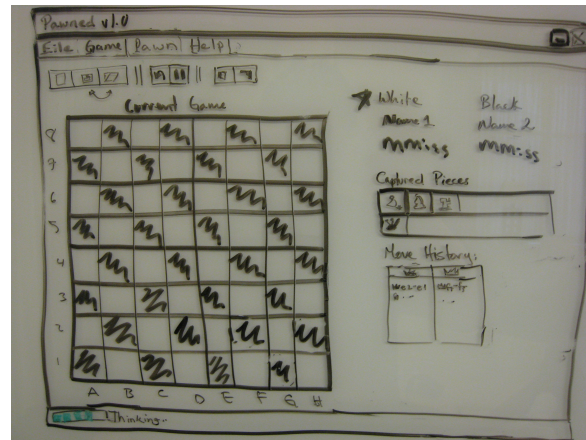 Pawned v1.0
File Game Pawn Help
Current Game
White Black
Name 1 Name 2
mm:ss mm:ss
Captured Pieces
Move History:
8
7
6
5
4
3
2
1
A B C D E F G H
Thinking..